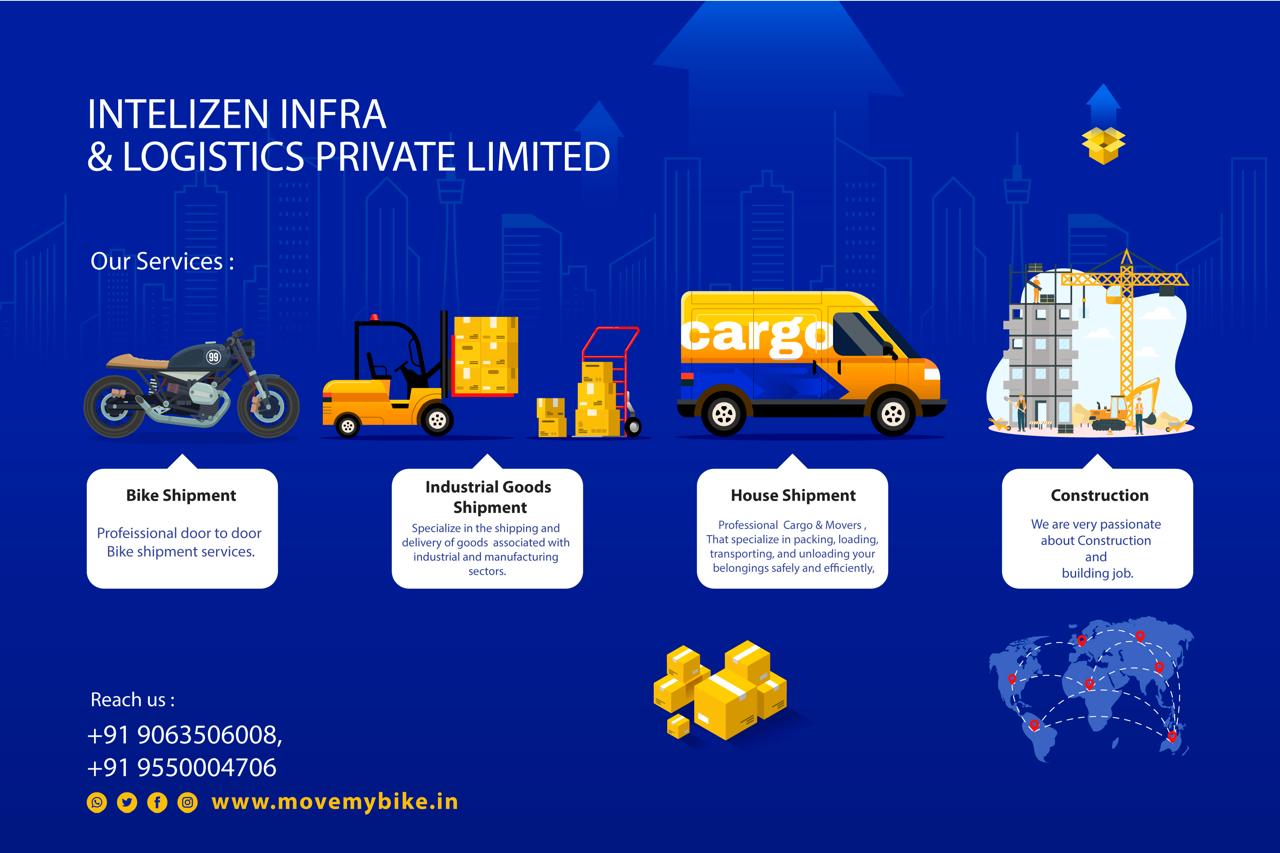 INTELIZEN INFRA
& LOGISTICS PRIVATE LIMITED
Our Services :
99
cargo
Bike Shipment
Profeissional door to door
Bike shipment services.
Industrial Goods
Shipment
Specialize in the shipping and
delivery of goods associated with
industrial and manufacturing
sectors.
House Shipment
Professional Cargo & Movers ,
That specialize in packing, loading,
transporting, and unloading your
belongings safely and efficiently,
Construction
We are very passionate
about Construction
and
building job.
Reach us :
+91 9063506008,
+91 9550004706
www.movemybike.in